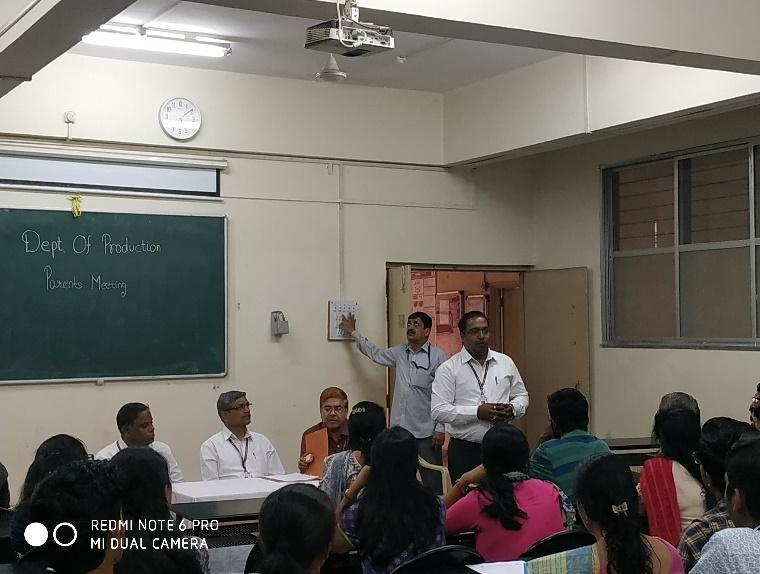 Dept. Of Production
Parents Meeting
REDMI NOTE 6 PRO
MI DUAL CAMERA